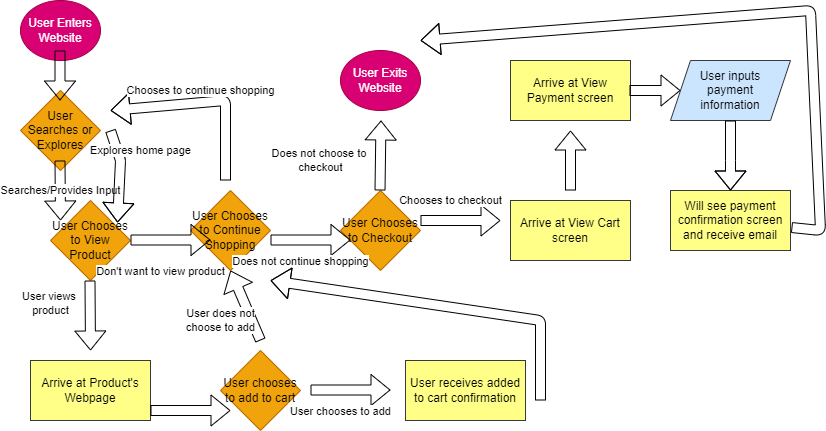 User Enters
Website
Chooses to continue shopping
User
Searches or
Explores
Explores home page
Searches/Provides Input
User Chooses
to View
Product
User Chooses
to Continue
Shopping
Don't want to view product
Does not continue shopping
User Exits
Website
Does not choose to
checkout
User Chooses
to Checkout
Chooses to checkout
Arrive at View
Payment screen
User inputs
payment
information
Arrive at View Cart
screen
Will see payment
confirmation screen
and receive email
User views
product
User does not
choose to add
Arrive at Product's
Webpage
User chooses
to add to cart
User chooses to add
User receives added
to cart confirmation